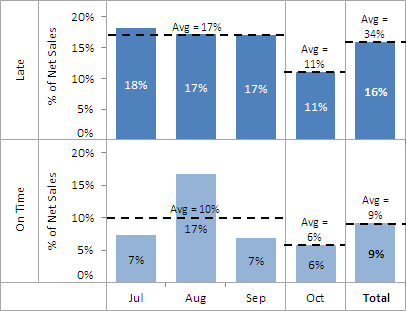 Late
% of Net Sales
20%
15%
10%
5%
0%
Avg = 17%
Avg =
11%
Avg =
34%
18%
17%
17%
11%
16%
On Time
% of Net Sales
20%
15%
10%
5%
0%
Avg = 10%
Avg =
6%
Avg =
9%
7%
17%
7%
6%
9%
Jul
Aug
Sep
Oct
Total